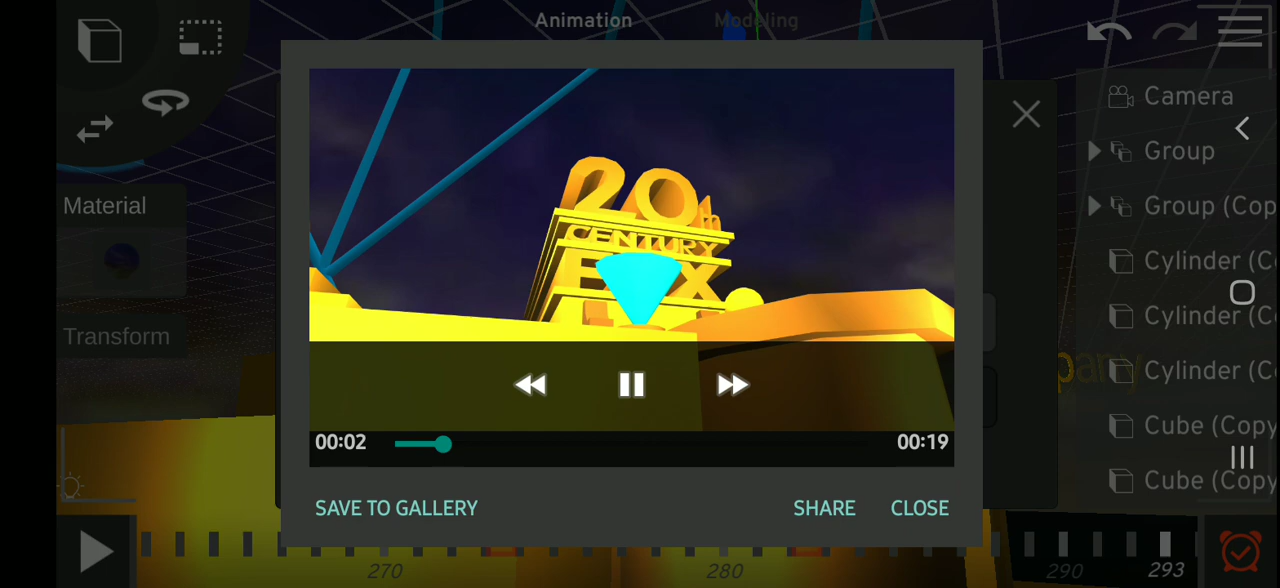 Animation
Modeling
Material
Transform
Camera
Group
Group (Cop
Cylinder (C
Cylinder (C
Cylinder (C
Cube (Copy
Cube (Copy
20th
CENTURY
F X
pany
00:02
00:19
SAVE TO GALLERY
SHARE
CLOSE
270
280
290
293